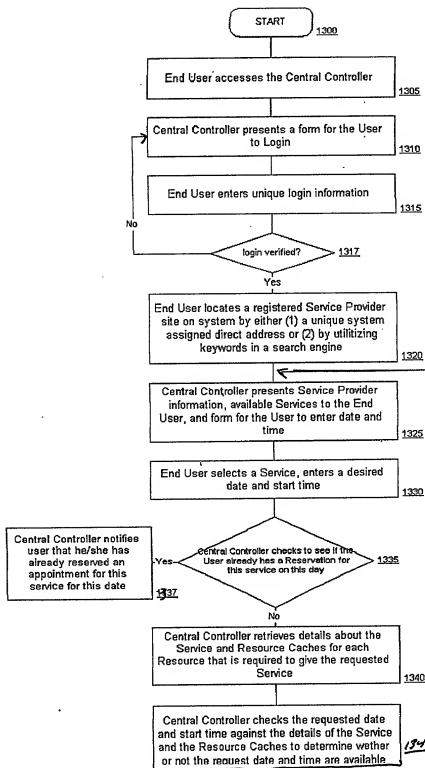 START
1300
End User accesses the Central Controller
1305
Central Controller presents a form for the User
to Login
1310
End User enters unique login information
1315
No
login verified?
1317
Yes
End User locates a registered Service Provider
site on system by either (1) a unique system
assigned direct address or (2) by utilitizing
keywords in a search engine
1320
Central Controller presents Service Provider
information, available Services to the End
User, and form for the User to enter date and
time
1325
End User selects a Service, enters a desired
date and start time
1330
Central Controller checks to see if the
User already has a Reservation for
this service on this day
1335
Yes
Central Controller notifies
user that he/she has
already reserved an
appointment for this
service for this date
1337
No
Central Controller retrieves details about the
Service and Resource Caches for each
Resource that is required to give the requested
Service
1340
Central Controller checks the requested date
and start time against the details of the Service
and the Resource Caches to determine wether
or not the request date and time are available